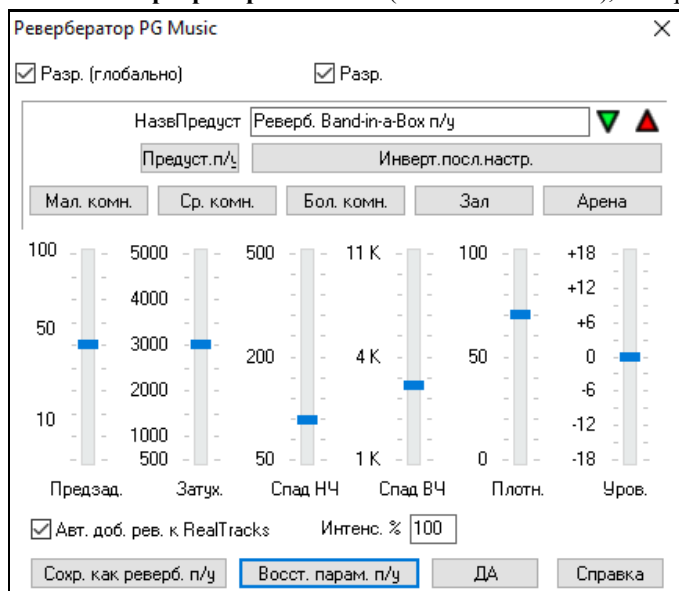 Ревербератор PG Music
Разр. (глобально) Разр.
НазвПредуст Реверб. Band-in-a-Box п/у
Предуст.п/у Инверт.посл.настр.
Мал. комн. Ср. комн. Бол. комн. Зал Арена
100 5000 500 11 K 100 +18
4000 +12
50 +6
3000 200 4 K 50 0
2000 -6
10 -12
1000
500 50 1 K 0 -18
Предзад. Затух. Спад НЧ Спад ВЧ Плотн. Уров.
Авт. доб. рев. к RealTracks Интенс. % 100
Сохр. как реверб. п/у Восст. парам. п/у ДА Справка